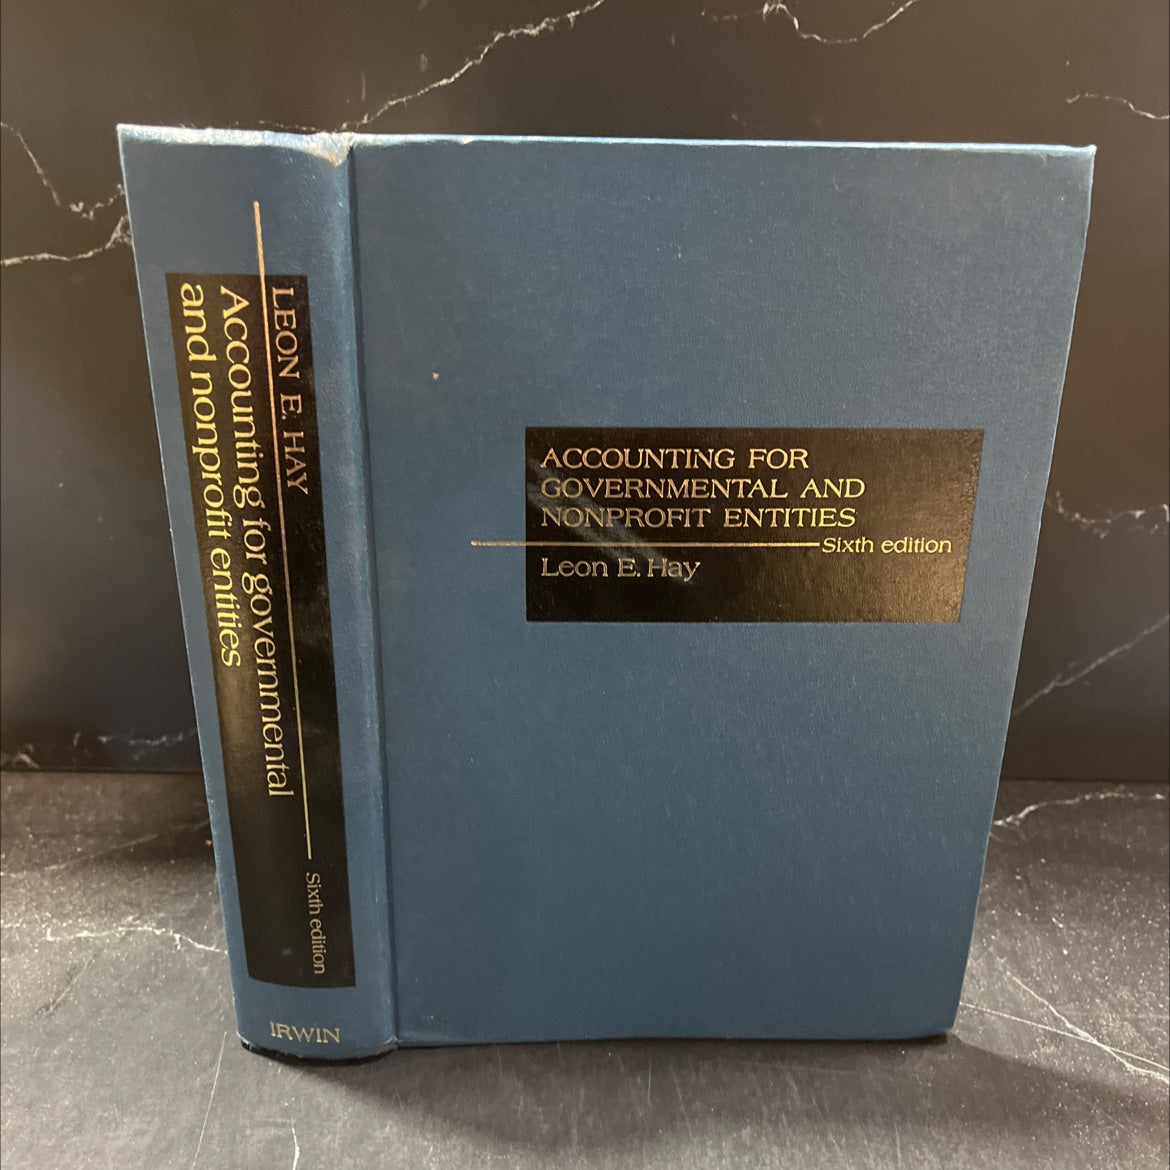 LEON E. HAY
Accounting for governmental
and nonprofit entities
Sixth edition
IRWIN
ACCOUNTING FOR
GOVERNMENTAL AND
NONPROFIT ENTITIES
Sixth edition
Leon E. Hay